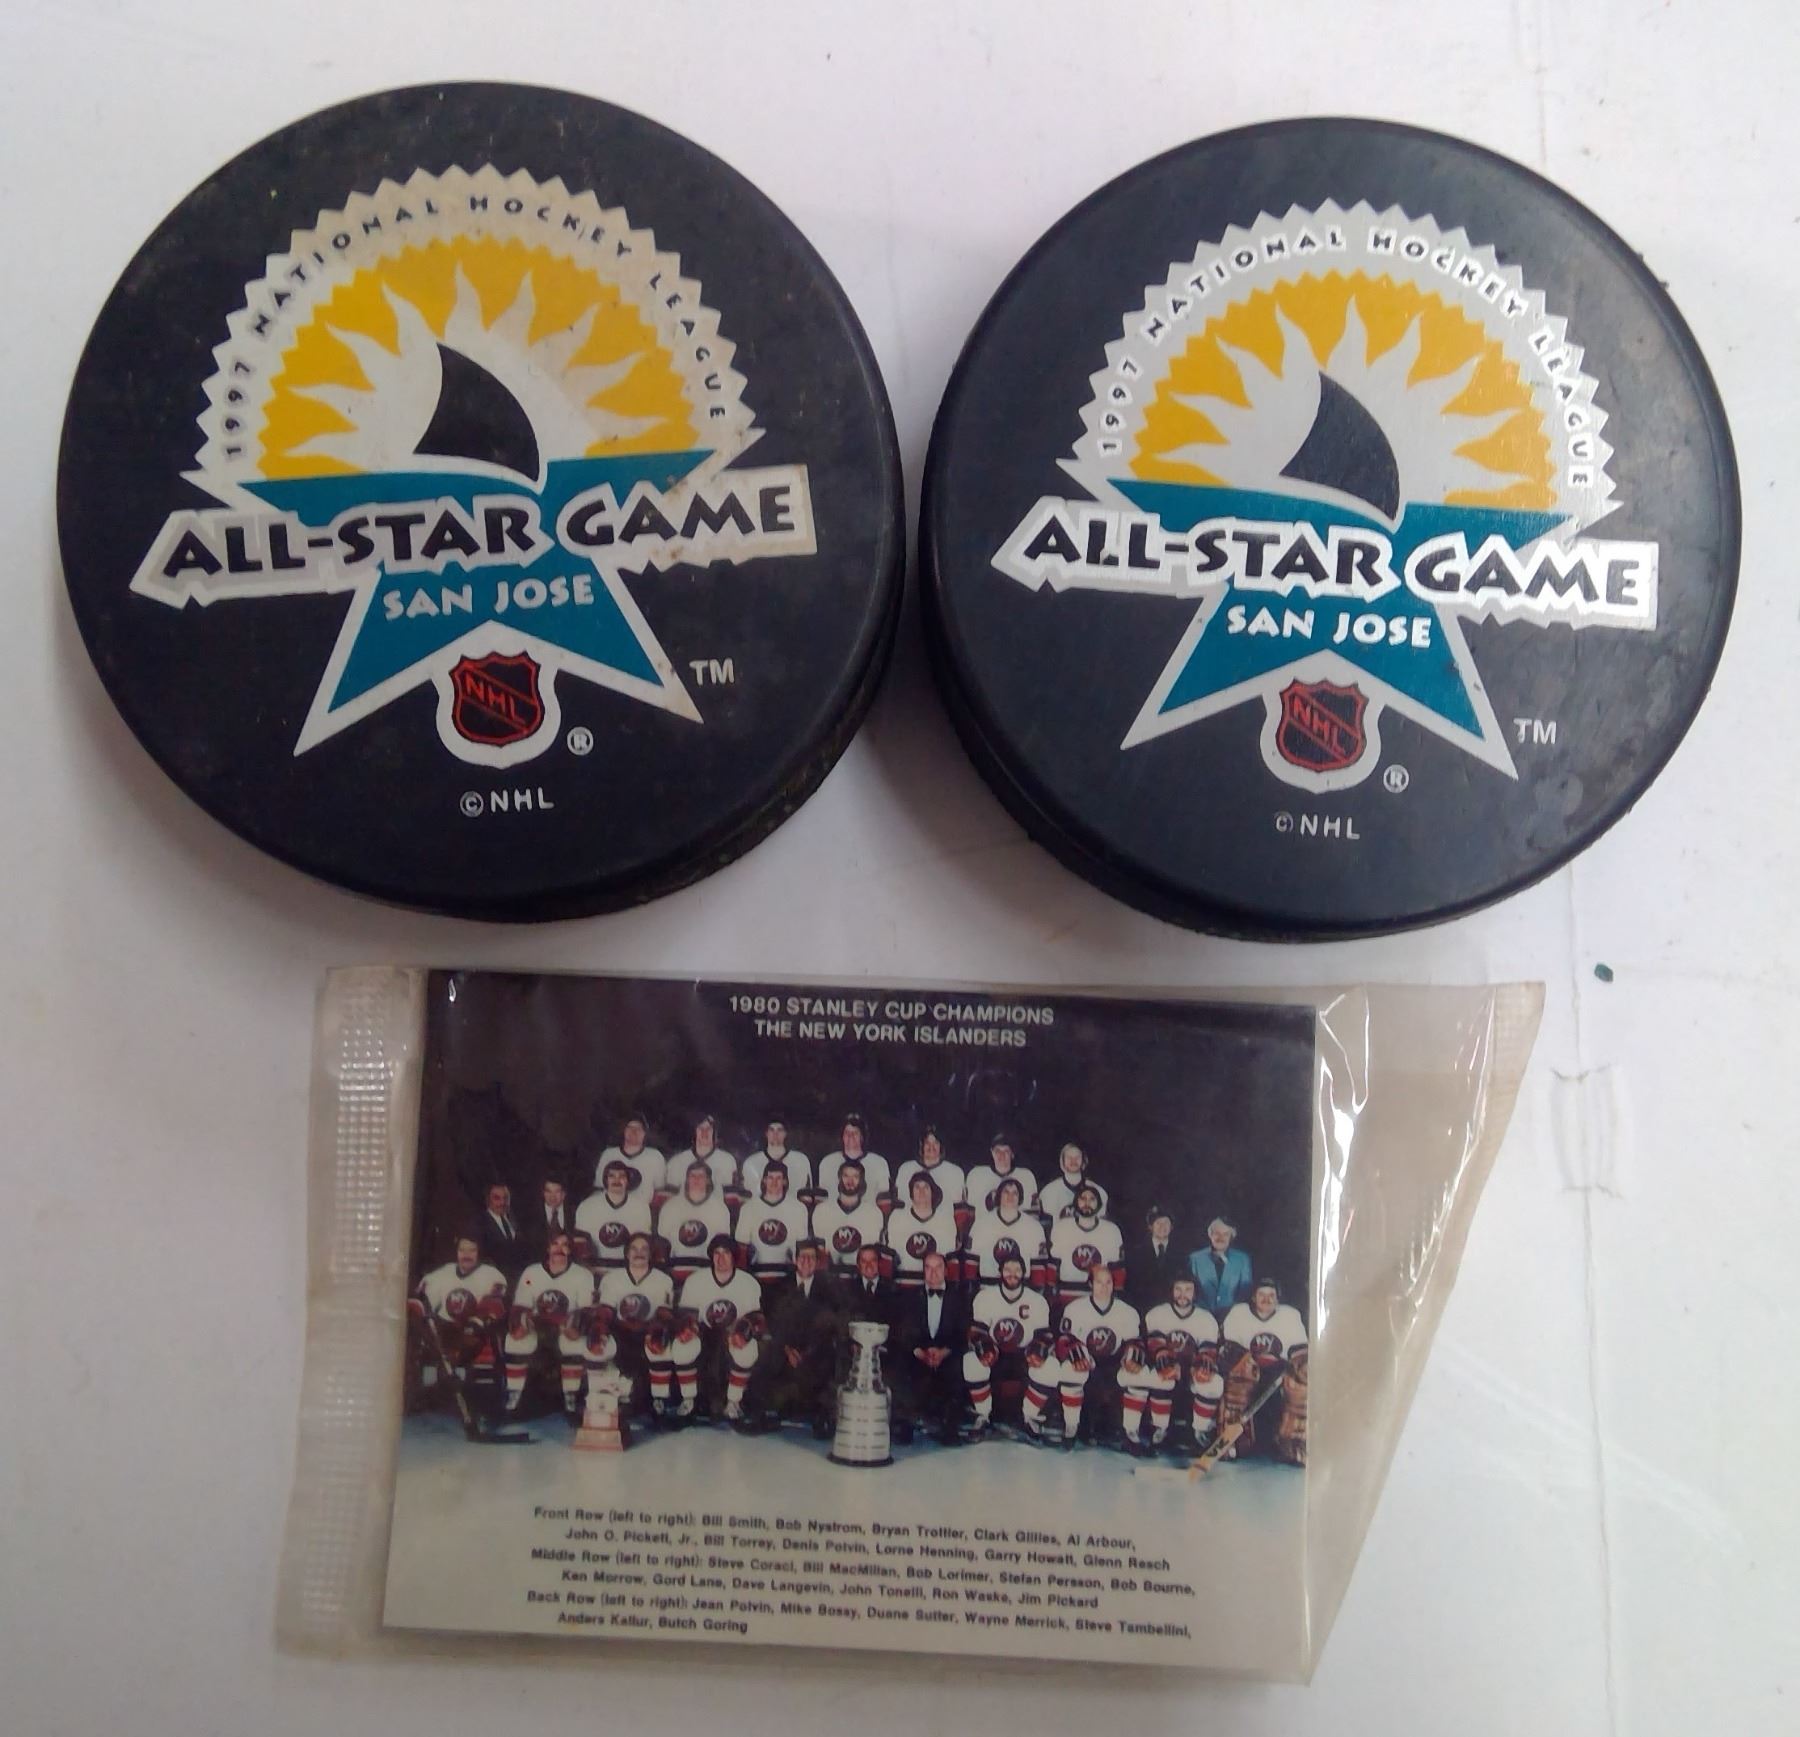 1997 NATIONAL HOCKEY LEAGUE
ALL-STAR GAME
SAN JOSE
TM
NHL
®
© NHL
1997 NATIONAL HOCKEY LEAGUE
ALL-STAR GAME
SAN JOSE
TM
NHL
®
© NHL
1980 STANLEY CUP CHAMPIONS
THE NEW YORK ISLANDERS
Front Row (left to right): Bill Smith, Bob Nystrom, Bryan Trottier, Clark Gillies, Al Arbour,
John O. Pickett, Jr., Bill Torrey, Denis Potvin, Lorne Henning, Garry Howatt, Glenn Resch
Middle Row (left to right): Steve Coraci, Bill MacMillan, Bob Lorimer, Stefan Persson, Bob Bourne,
Ken Morrow, Gord Lane, Dave Langevin, John Tonelli, Ron Waske, Jim Pickard
Back Row (left to right): Jean Potvin, Mike Bossy, Duane Sutter, Wayne Merrick, Steve Tambellini,
Anders Kallur, Butch Goring